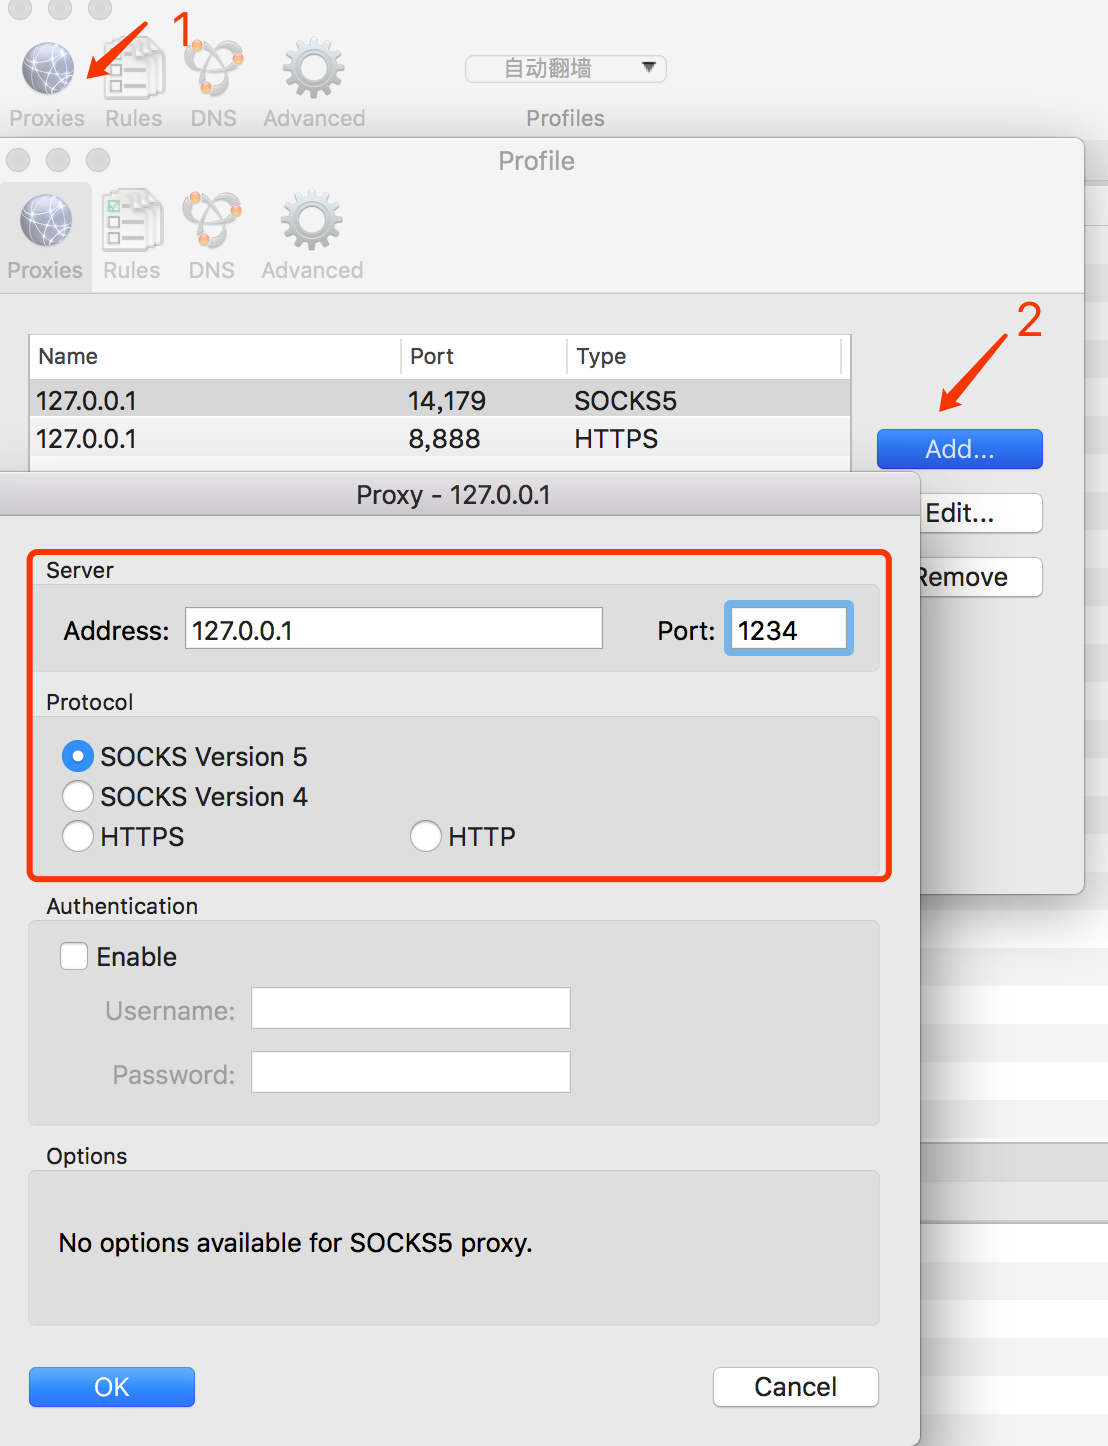 1
自动翻墙
Proxies Rules DNS Advanced Profiles
Profile
Proxies Rules DNS Advanced
2
Name Port Type
127.0.0.1 14,179 SOCKS5
127.0.0.1 8,888 HTTPS
Add...
Edit...
Remove
Proxy - 127.0.0.1
Server
Address: 127.0.0.1 Port: 1234
Protocol
SOCKS Version 5
SOCKS Version 4
HTTPS HTTP
Authentication
Enable
Username:
Password:
Options
No options available for SOCKS5 proxy.
OK Cancel